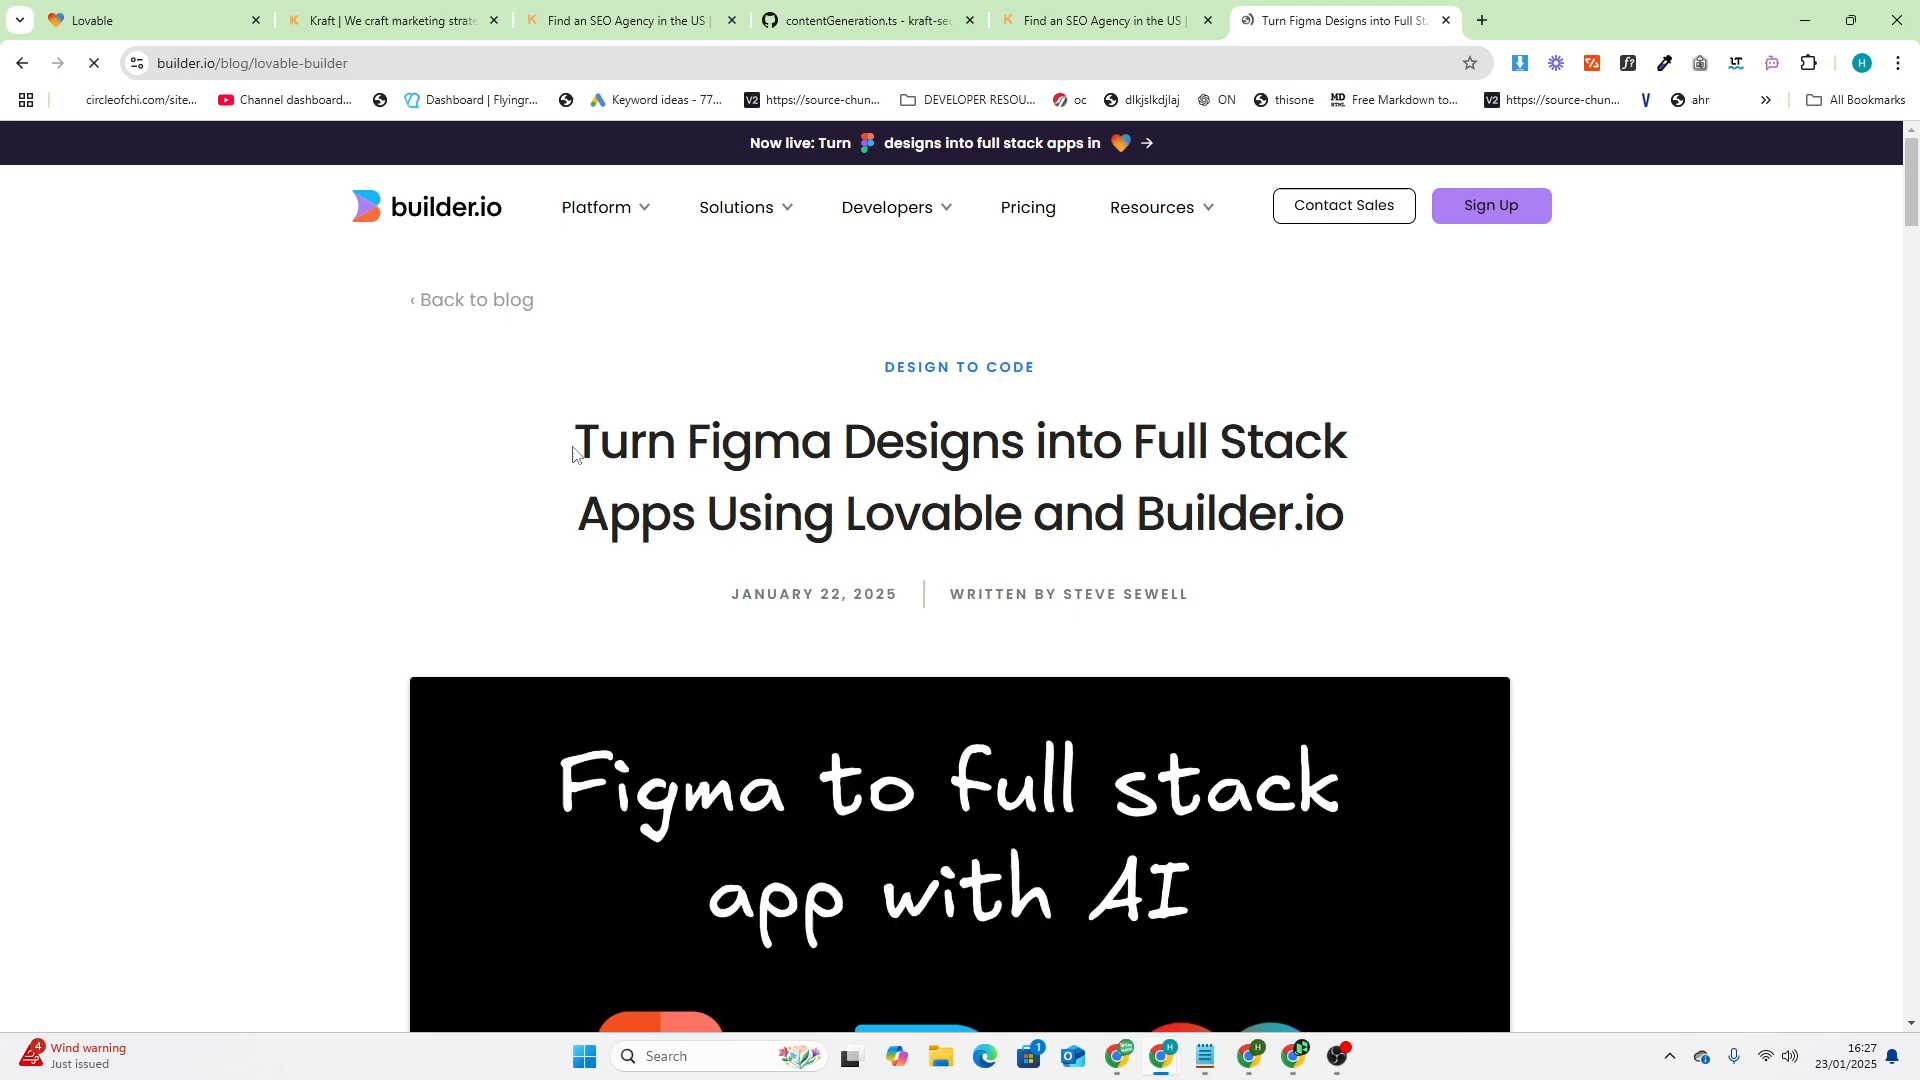 Lovable
Kraft | We craft marketing strate
Find an SEO Agency in the US |
contentGeneration.ts - kraft-sec
Find an SEO Agency in the US |
Turn Figma Designs into Full St
builder.io/blog/lovable-builder
circleofchi.com/site...
Channel dashboard...
Dashboard | Flyingr...
Keyword ideas - 77...
https://source-chun...
DEVELOPER RESOU...
oc
dlkjslkdjlaj
ON
thisone
Free Markdown to...
https://source-chun...
ahr
All Bookmarks
Now live: Turn designs into full stack apps in →
builder.io
Platform
Solutions
Developers
Pricing
Resources
Contact Sales
Sign Up
‹ Back to blog
DESIGN TO CODE
Turn Figma Designs into Full Stack
Apps Using Lovable and Builder.io
JANUARY 22, 2025
WRITTEN BY STEVE SEWELL
Figma to full stack
app with AI
4
Wind warning
Just issued
Search
1
16:27
23/01/2025